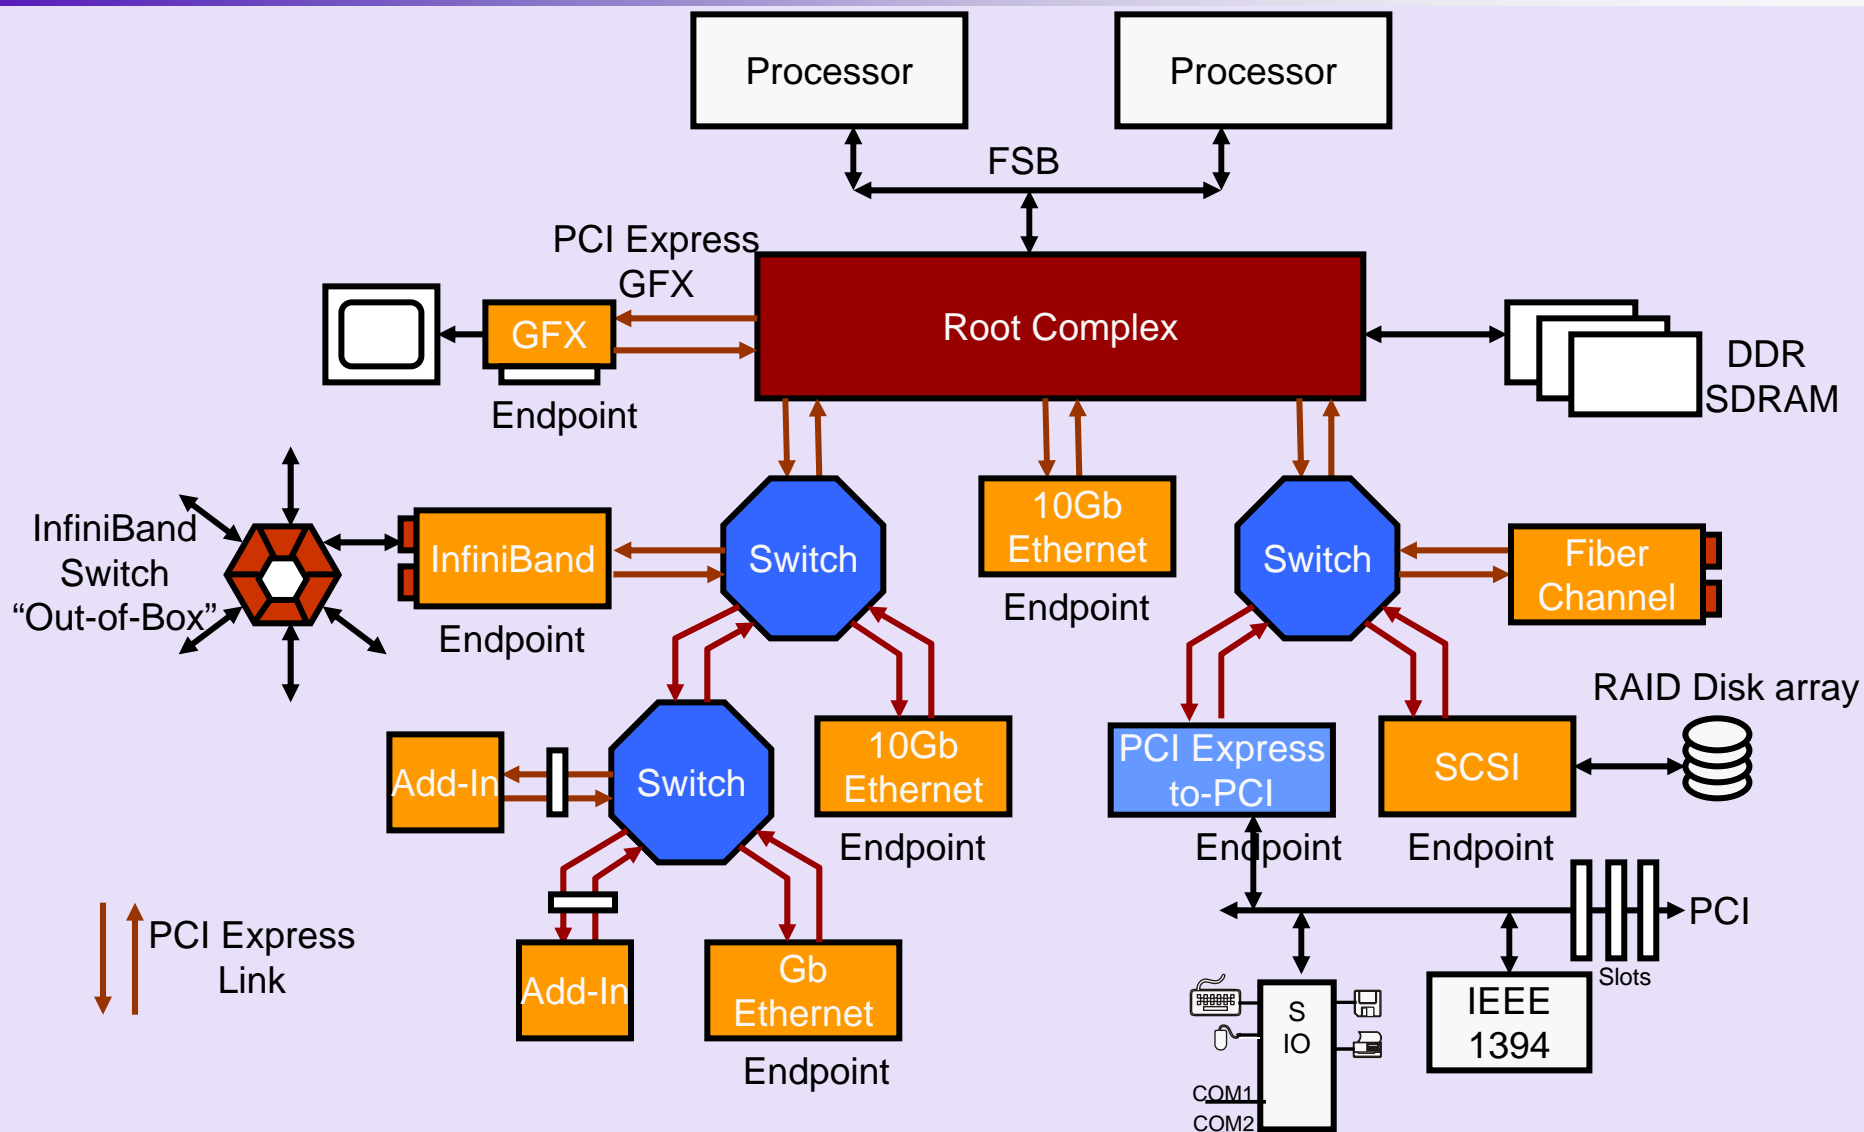 Processor
Processor
FSB
PCI Express
GFX
GFX
Endpoint
Root Complex
DDR
SDRAM
InfiniBand
Switch
“Out-of-Box”
InfiniBand
Endpoint
Switch
10Gb
Ethernet
Endpoint
Switch
Fiber
Channel
RAID Disk array
Add-In
Switch
10Gb
Ethernet
Endpoint
PCI Express
to-PCI
Endpoint
SCSI
Endpoint
PCI
Slots
PCI Express
Link
Add-In
Gb
Ethernet
Endpoint
S
IO
COM1
COM2
IEEE
1394